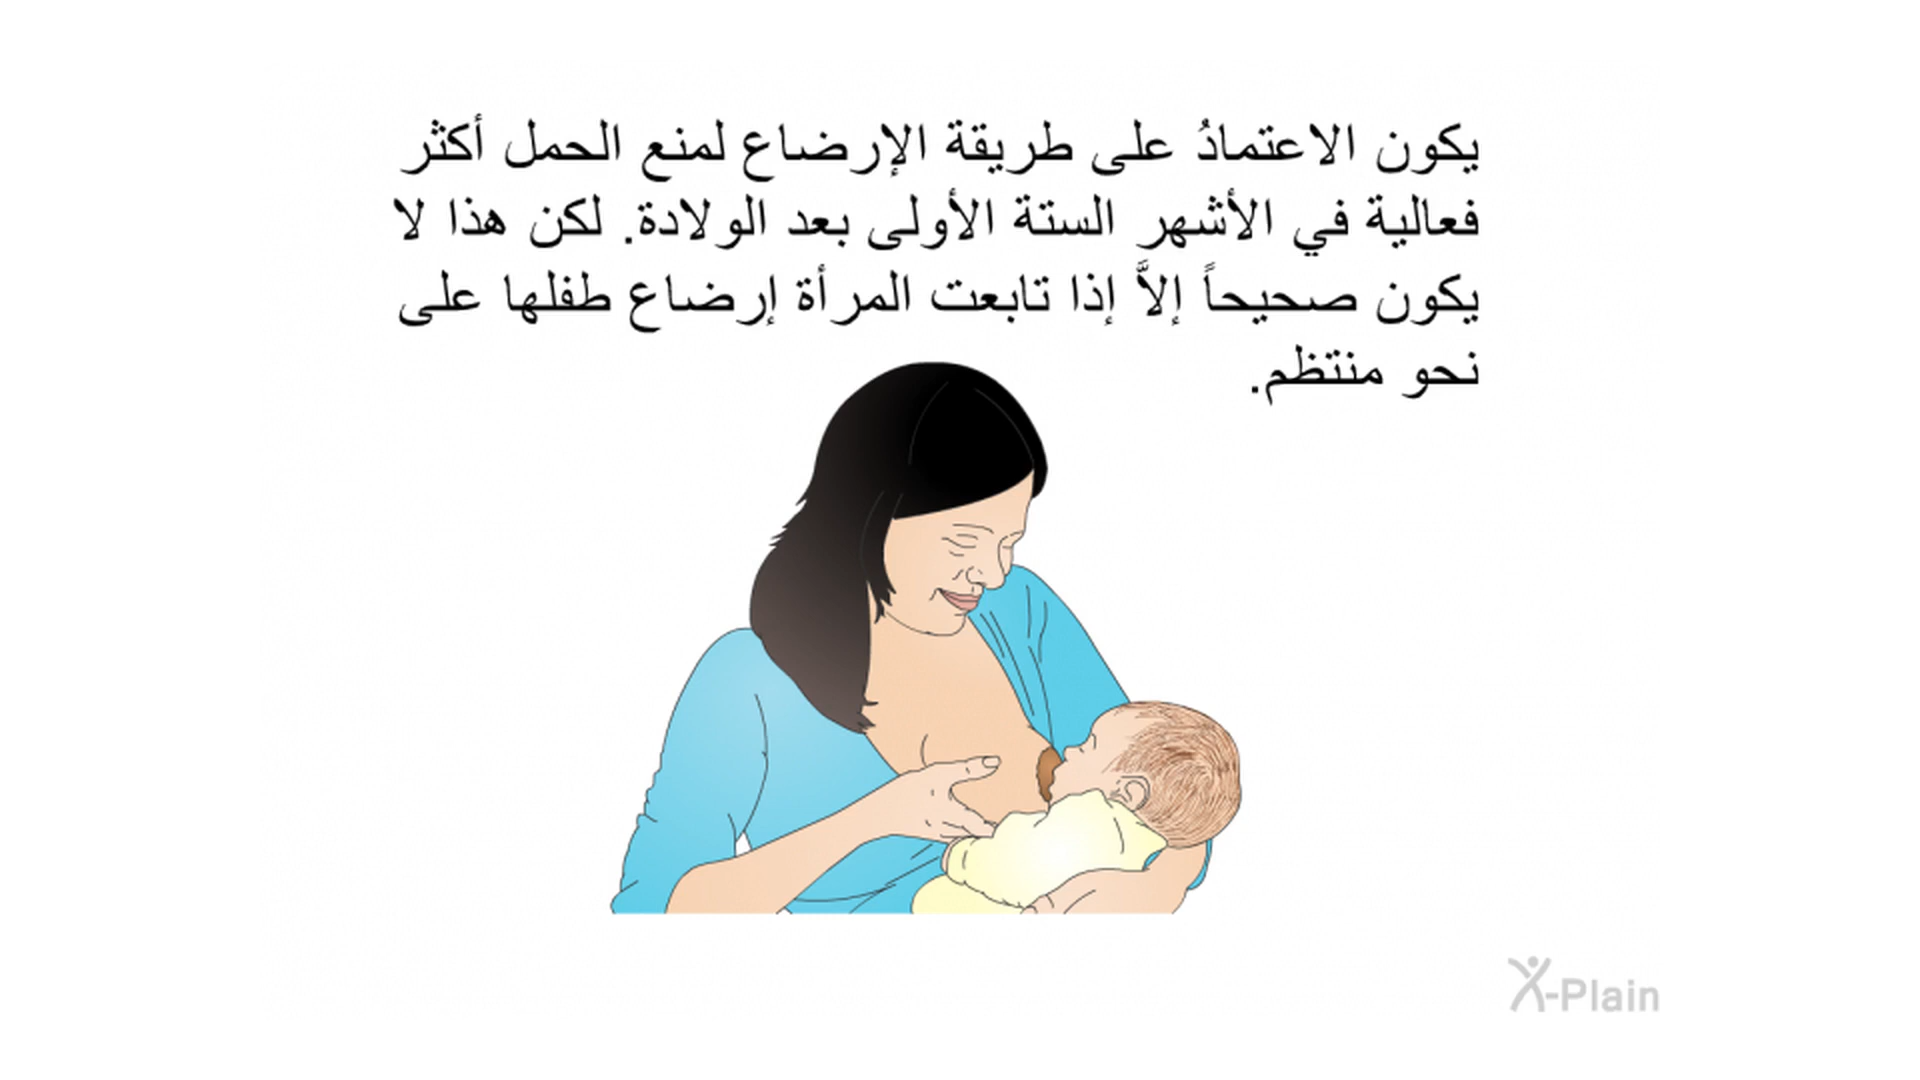 يكون الاعتمادُ على طريقة الإرضاع لمنع الحمل أكثر
فعالية في الأشهر الستة الأولى بعد الولادة. لكن هذا لا
يكون صحيحاً إلاَّ إذا تابعت المرأة إرضاع طفلها على
نحو منتظم.
X-Plain